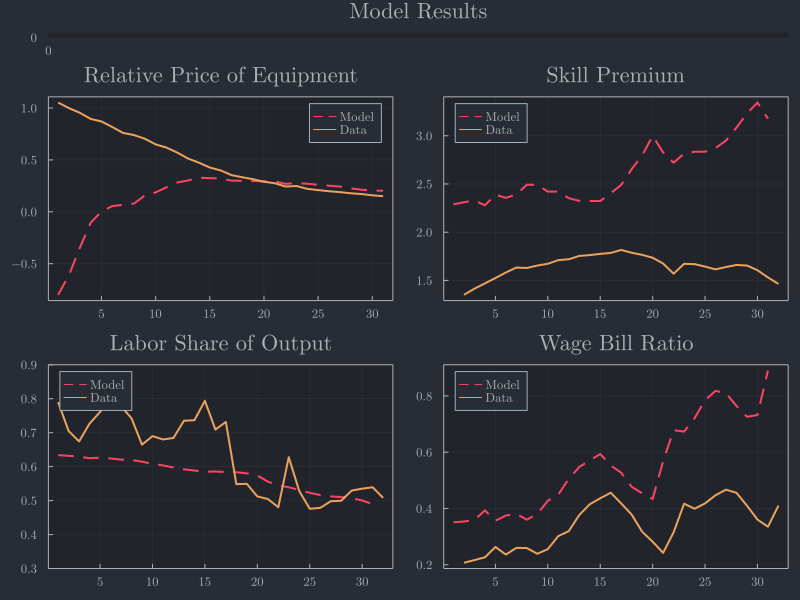 Model Results
0
0
Relative Price of Equipment
1.0
0.5
0.0
−0.5
Model
Data
5 10 15 20 25 30
Skill Premium
3.0
2.5
2.0
1.5
Model
Data
5 10 15 20 25 30
Labor Share of Output
0.9
0.8
0.7
0.6
0.5
0.4
0.3
Model
Data
5 10 15 20 25 30
Wage Bill Ratio
0.8
0.6
0.4
0.2
Model
Data
5 10 15 20 25 30